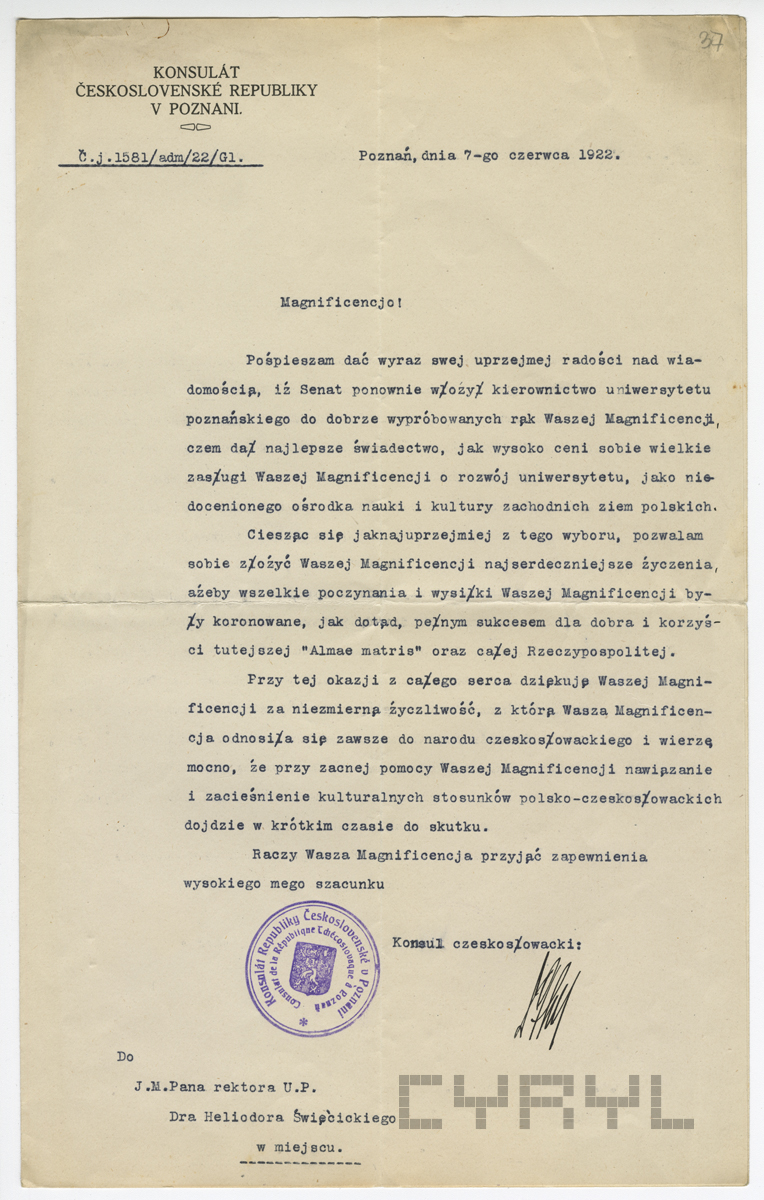 37
KONSULÁT
ČESKOSLOVENSKÉ REPUBLIKY
V POZNANI.
Č.j.1581/adm/22/Gl.
Poznań, dnia 7-go czerwca 1922.
Magnificencjo!
Pośpieszam dać wyraz swej uprzejmej radości nad wia-
domością, iż Senat ponownie włożył kierownictwo uniwersytetu
poznańskiego do dobrze wypróbowanych rąk Waszej Magnificencji,
czem dał najlepsze świadectwo, jak wysoko ceni sobie wielkie
zasługi Waszej Magnificencji o rozwój uniwersytetu, jako nie-
docenionego ośrodka nauki i kultury zachodnich ziem polskich.
Ciesząc się jaknajuprzejmiej z tego wyboru, pozwalam
sobie złożyć Waszej Magnificencji najserdeczniejsze życzenia,
ażeby wszelkie poczynania i wysiłki Waszej Magnificencji by-
ły koronowane, jak dotąd, pełnym sukcesem dla dobra i korzyś-
ci tutejszej "Almae matris" oraz całej Rzeczypospolitej.
Przy tej okazji z całego serca dziękuję Waszej Magni-
ficencji za niezmierną życzliwość, z którą Wasza Magnificen-
cja odnosiła się zawsze do narodu czeskosłowackiego i wierzę
mocno, że przy zacnej pomocy Waszej Magnificencji nawiązanie
i zacieśnienie kulturalnych stosunków polsko-czeskosłowackich
dojdzie w krótkim czasie do skutku.
Raczy Wasza Magnificencja przyjąć zapewnienia
wysokiego mego szacunku
Konsulát Republiky Československé v Poznani
Consulat de la République Tchécoslovaque à Poznań
Konsul czeskosłowacki:
Do
J.M.Pana rektora U.P.
Dra Heliodora Święcickiego
w miejscu.
CYRYL